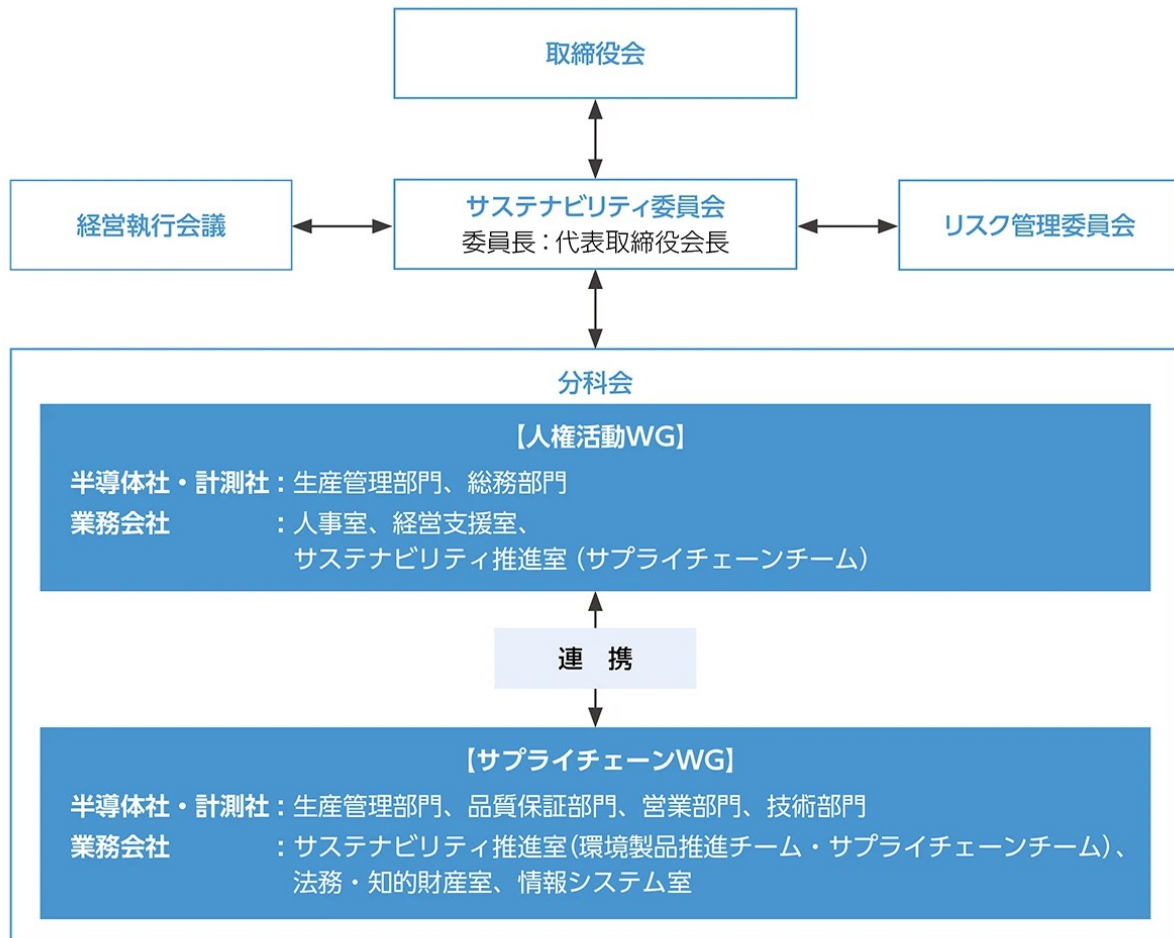 取締役会
経営執行会議
サステナビリティ委員会
委員長：代表取締役会長
リスク管理委員会
分科会
【人権活動WG】
半導体社・計測社：生産管理部門、総務部門
業務会社　　　　：人事室、経営支援室、
サステナビリティ推進室（サプライチェーンチーム）
連　携
【サプライチェーンWG】
半導体社・計測社：生産管理部門、品質保証部門、営業部門、技術部門
業務会社　　　　：サステナビリティ推進室（環境製品推進チーム・サプライチェーンチーム）、
法務・知的財産室、情報システム室